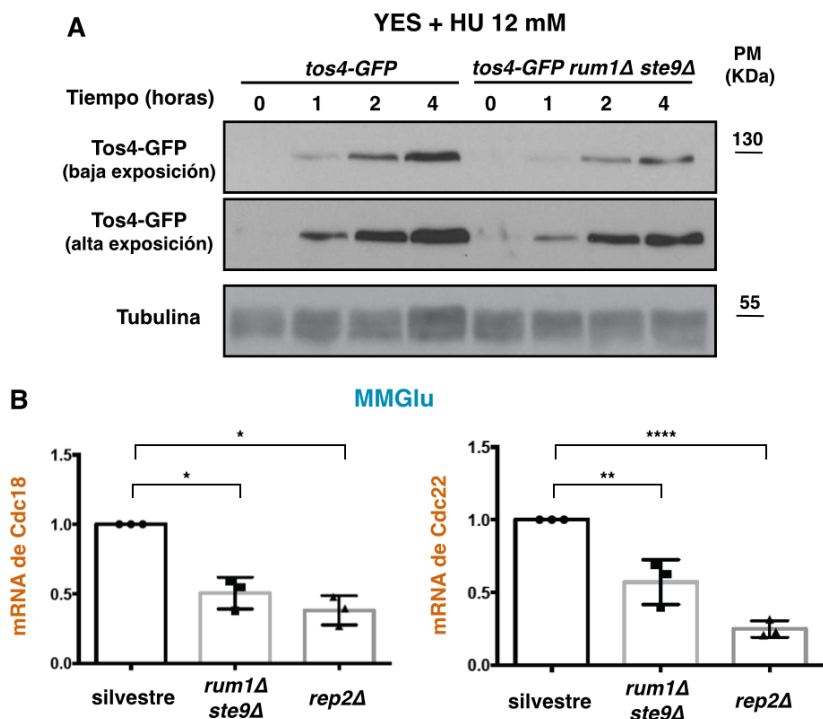 A
YES + HU 12 mM
tos4-GFP
tos4-GFP rum1Δ ste9Δ
PM
(KDa)
Tiempo (horas)
0 1 2 4 0 1 2 4
Tos4-GFP
(baja exposición)
130
Tos4-GFP
(alta exposición)
Tubulina
55
B
MMGlu
mRNA de Cdc18
1.5
1.0
0.5
0.0
*
*
silvestre
rum1Δ
ste9Δ
rep2Δ
mRNA de Cdc22
1.5
1.0
0.5
0.0
****
**
silvestre
rum1Δ
ste9Δ
rep2Δ